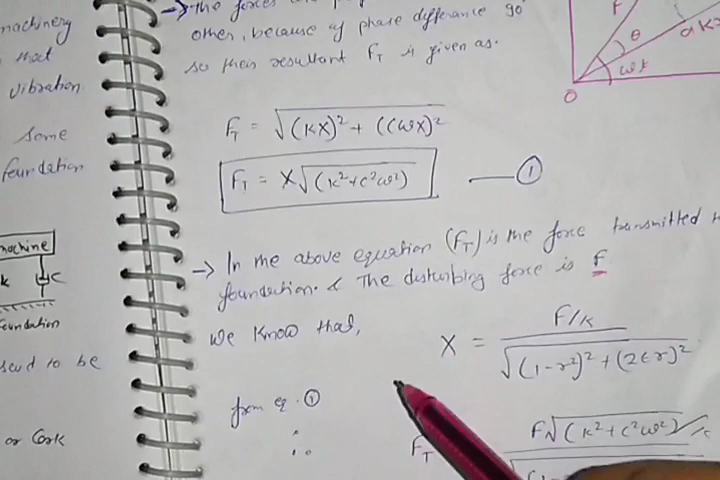 machinery
that
vibration
some
foundation
machine
K
C
foundation
used to be
or Cork
→ the forces
other, because of phase difference 90
so their resultant F_T is given as.
F
θ
ωt
O
F_T = √(KX)² + (CωX)²
F_T = X√(K²+C²ω²) —— ①
→ In the above equation (F_T) is the force transmitted
foundation. & The disturbing force is F
we know that,
X = F/K / √(1-r²)² + (2εr)²
from eq. ①
∴
F_T F√(K²+C²ω²)/K